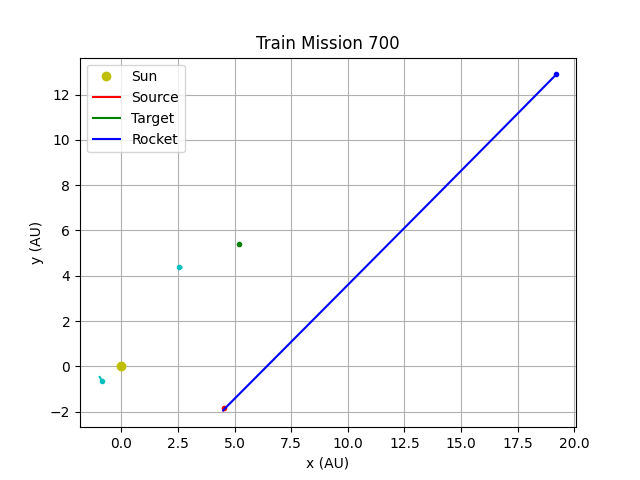 Train Mission 700
Sun
Source
Target
Rocket
12
10
8
6
4
2
0
−2
y (AU)
0.0 2.5 5.0 7.5 10.0 12.5 15.0 17.5 20.0
x (AU)